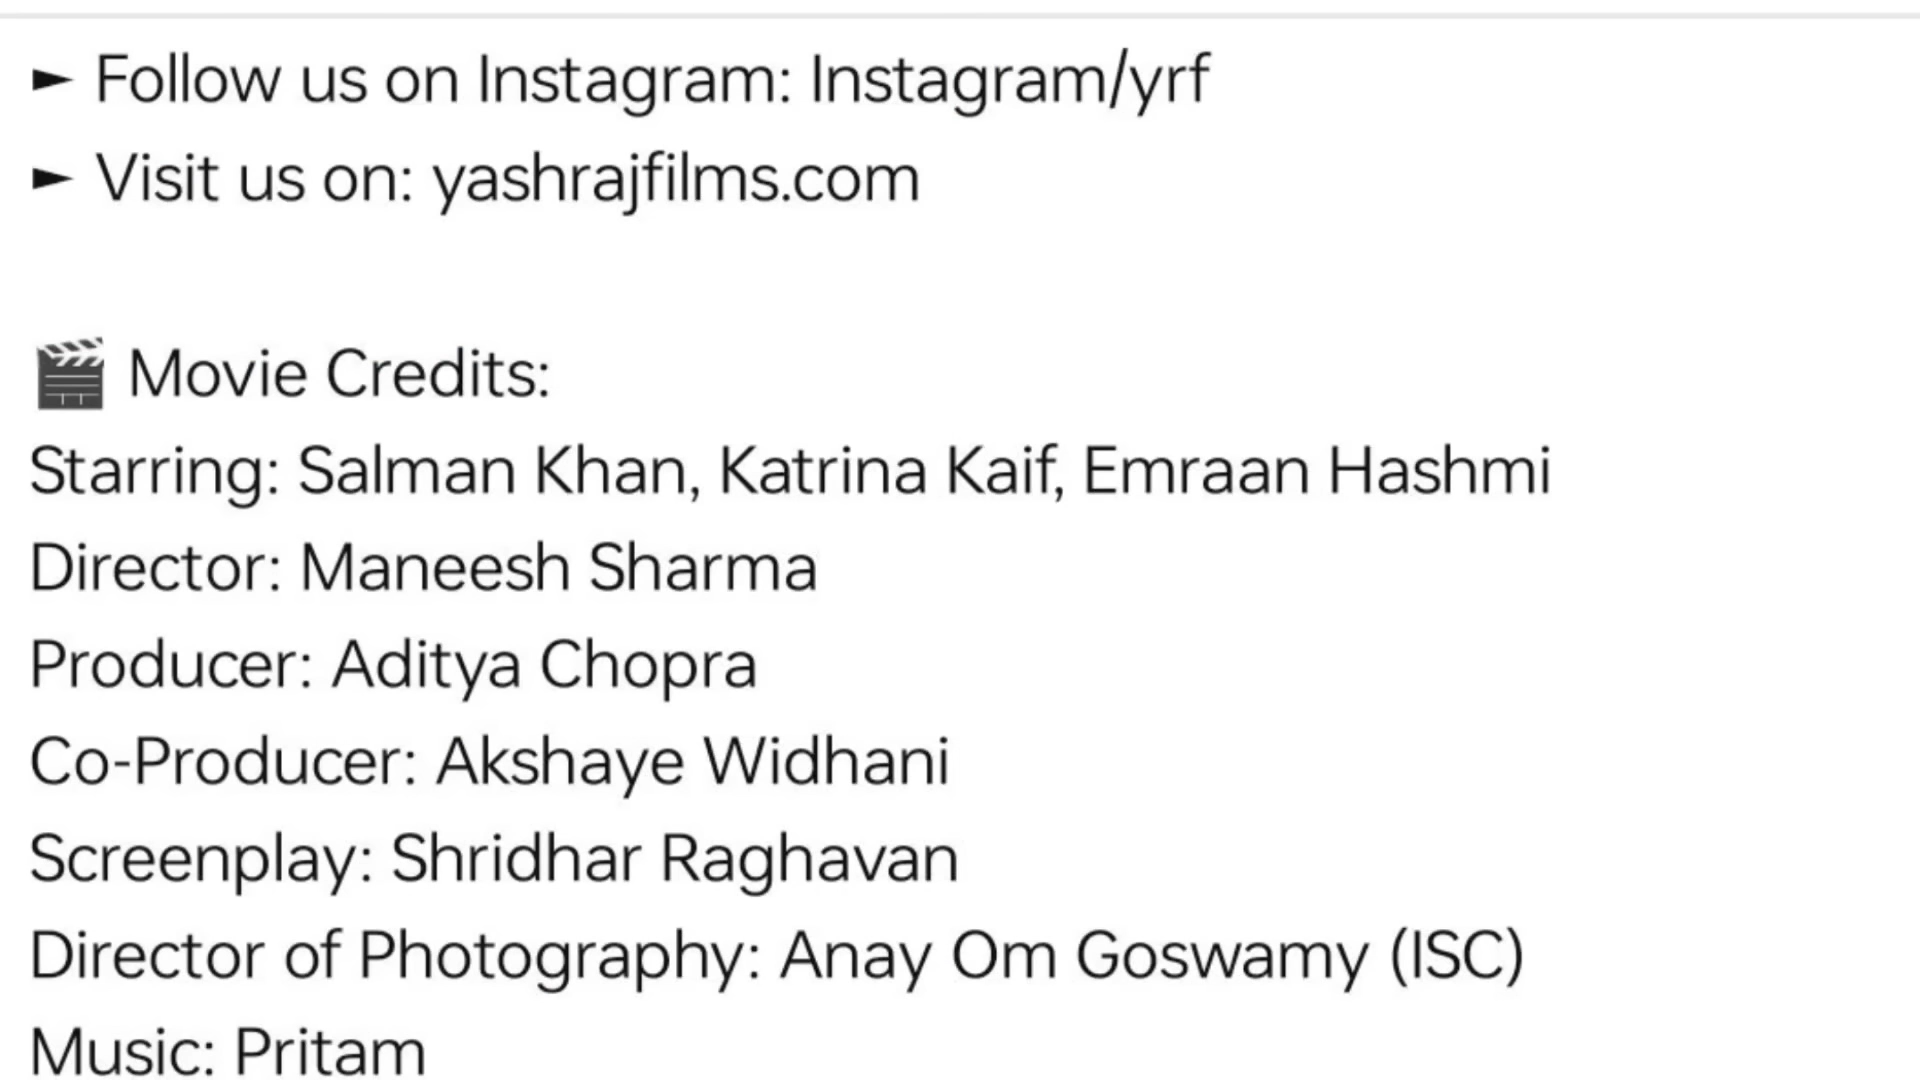 ► Follow us on Instagram: Instagram/yrf
► Visit us on: yashrajfilms.com
🎬 Movie Credits:
Starring: Salman Khan, Katrina Kaif, Emraan Hashmi
Director: Maneesh Sharma
Producer: Aditya Chopra
Co-Producer: Akshaye Widhani
Screenplay: Shridhar Raghavan
Director of Photography: Anay Om Goswamy (ISC)
Music: Pritam